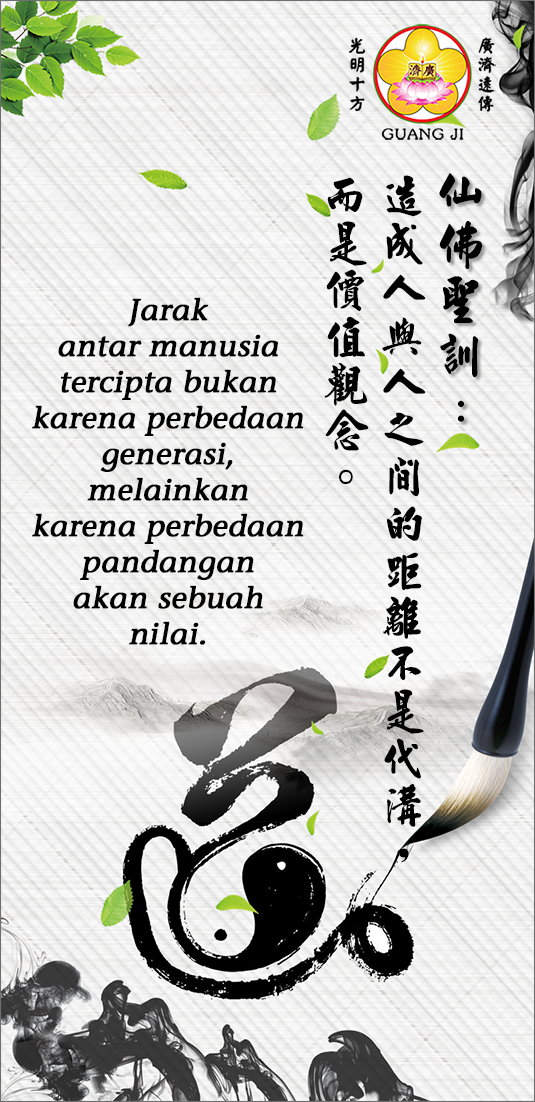 光明十方
廣濟遠傳
廣濟
GUANG JI
仙佛聖訓：
造成人與人之間的距離不是代溝，
而是價值觀念。
Jarak
antar manusia
tercipta bukan
karena perbedaan
generasi,
melainkan
karena perbedaan
pandangan
akan sebuah
nilai.